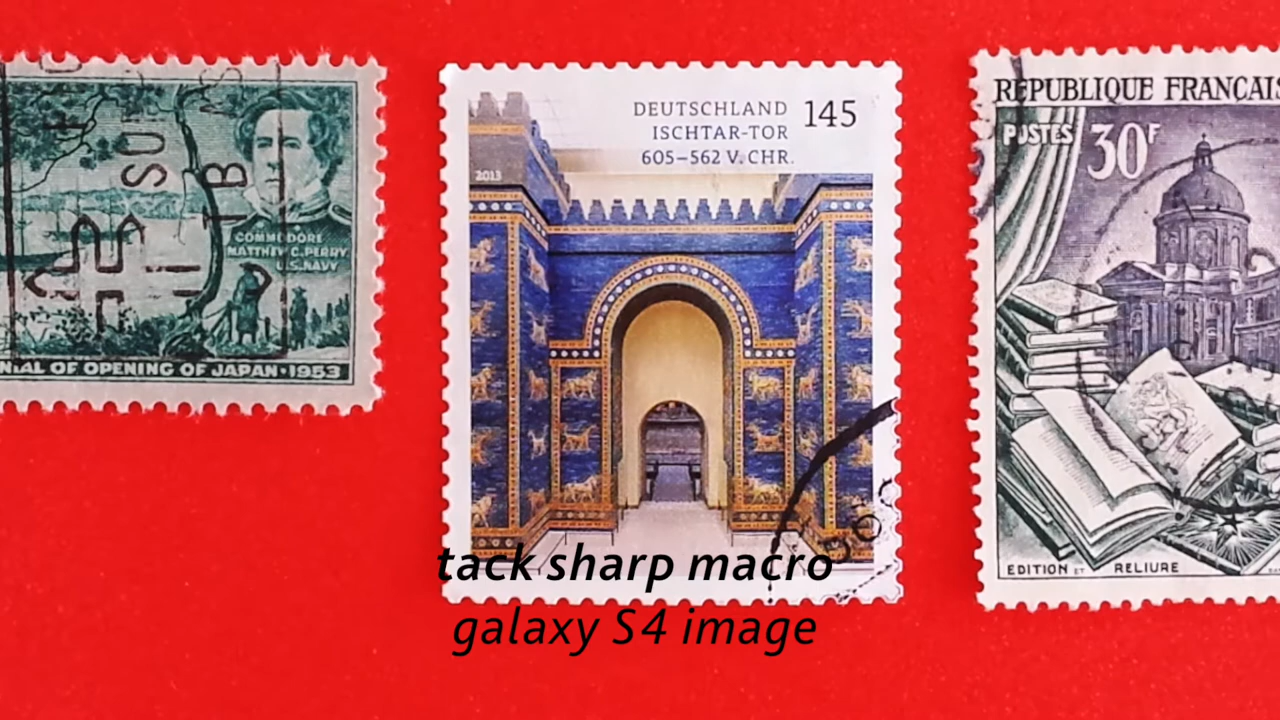 COMMODORE
MATTHEW C. PERRY
U.S. NAVY
NIAL OF OPENING OF JAPAN·1953
DEUTSCHLAND 145
ISCHTAR-TOR
605–562 V. CHR.
2013
REPUBLIQUE FRANÇAIS
POSTES 30F
EDITION ET RELIURE
tack sharp macro
galaxy S4 image